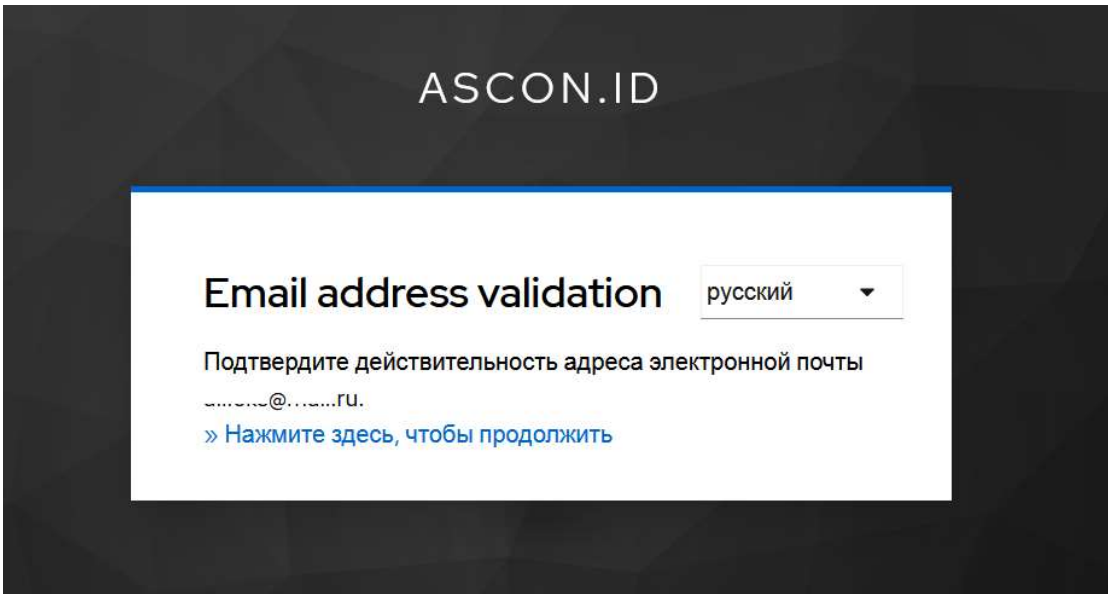 ASCON.ID
Email address validation
русский
Подтвердите действительность адреса электронной почты
» Нажмите здесь, чтобы продолжить